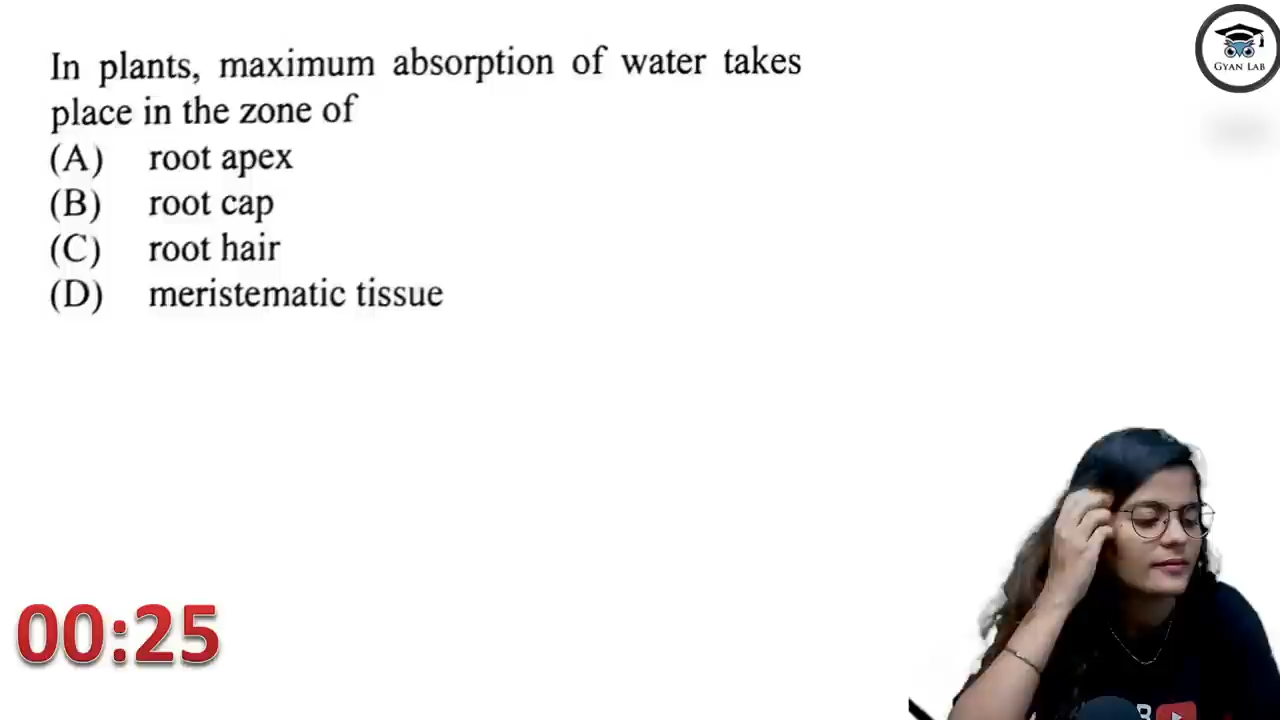 In plants, maximum absorption of water takes
place in the zone of
(A) root apex
(B) root cap
(C) root hair
(D) meristematic tissue
GYAN LAB
00:25